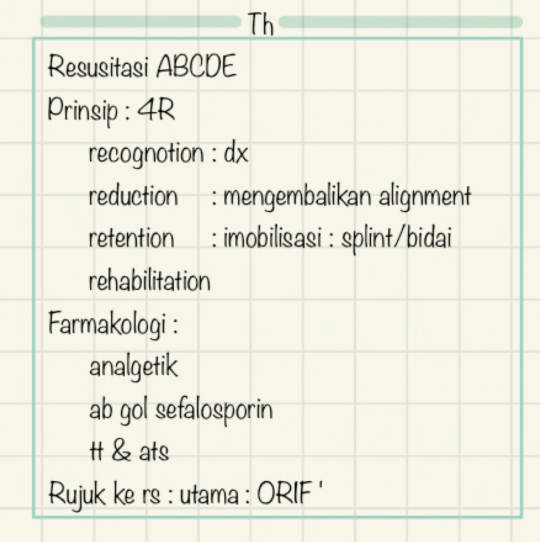 Th
Resusitasi ABCDE
Prinsip : 4R
recognotion : dx
reduction : mengembalikan alignment
retention : imobilisasi : splint/bidai
rehabilitation
Farmakologi :
analgetik
ab gol sefalosporin
tt & ats
Rujuk ke rs : utama : ORIF '